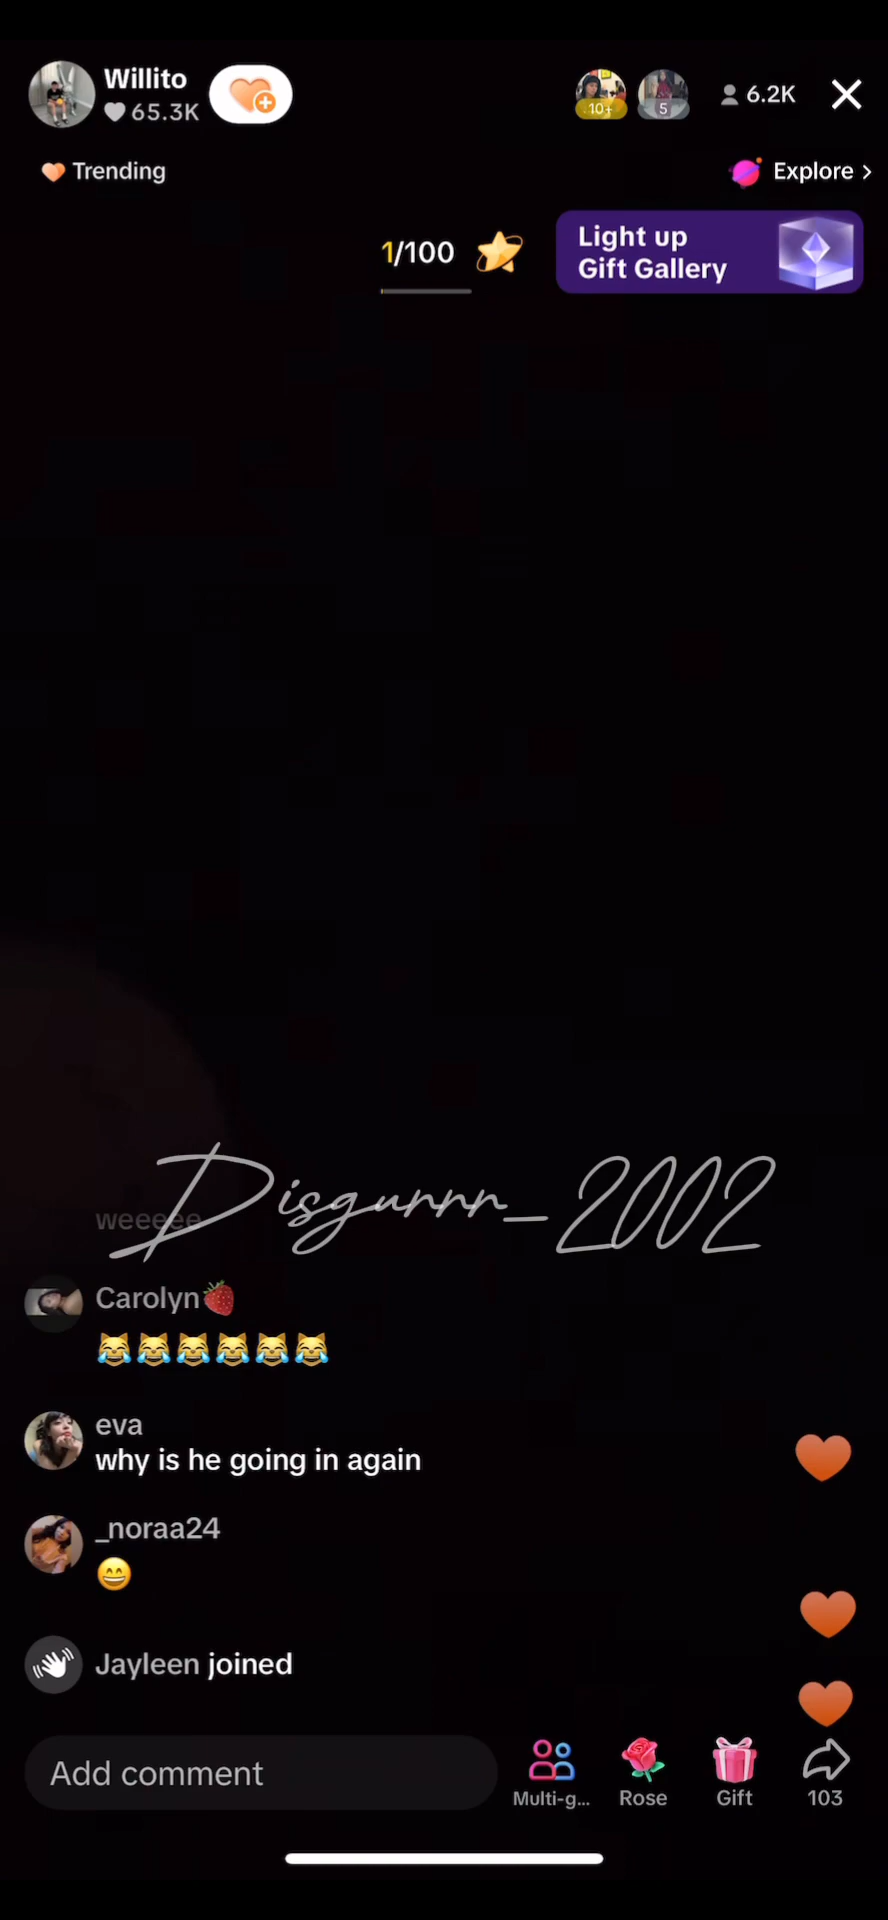 Willito
65.3K
10+
5
6.2K
Trending
Explore >
1/100
Light up
Gift Gallery
Disgurrr_2002
weeeee
Carolyn🍓
😹😹😹😹😹😹
eva
why is he going in again
_noraa24
😄
Jayleen joined
Add comment
Multi-g...
Rose
Gift
103